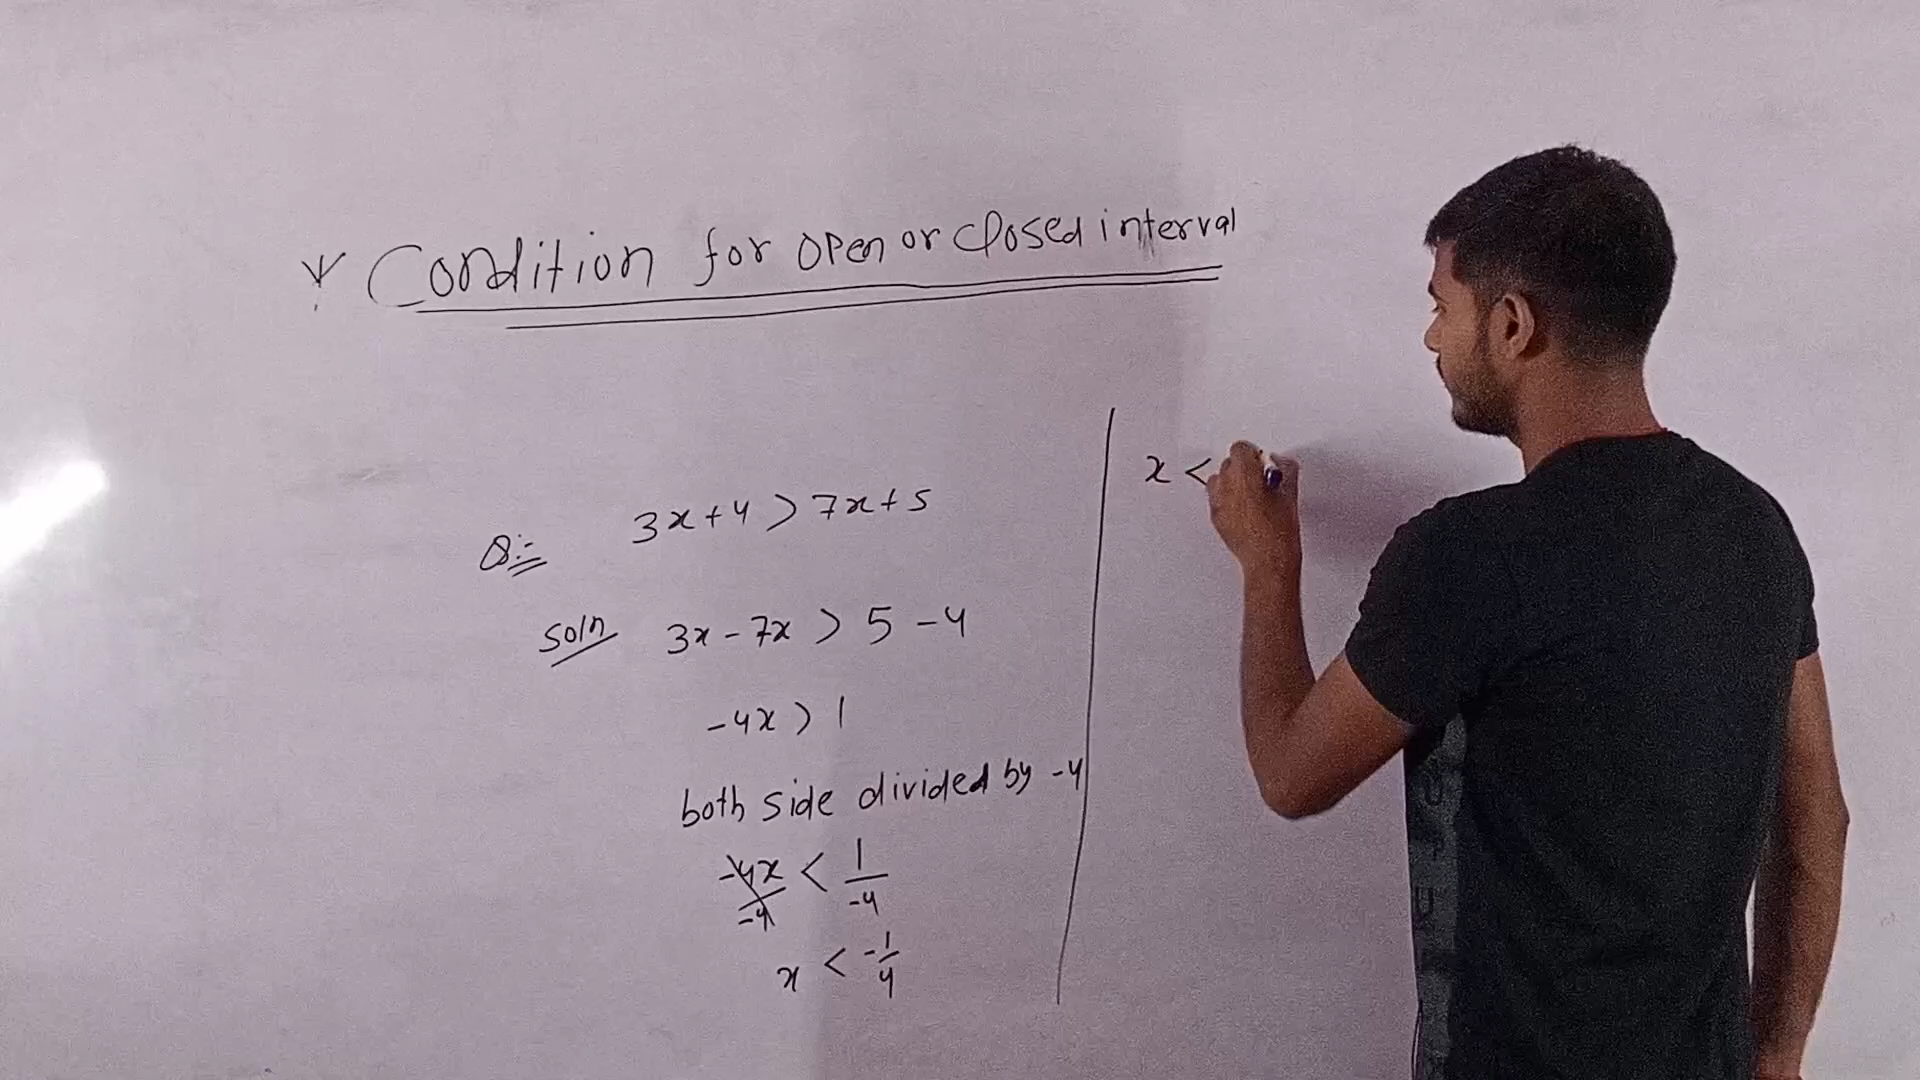 * Condition for open or closed interval
Q:- 3x+4 > 7x+5
soln 3x - 7x > 5 - 4
-4x > 1
both side divided by -4
-4x/-4 < 1/-4
x < -1/4
x <